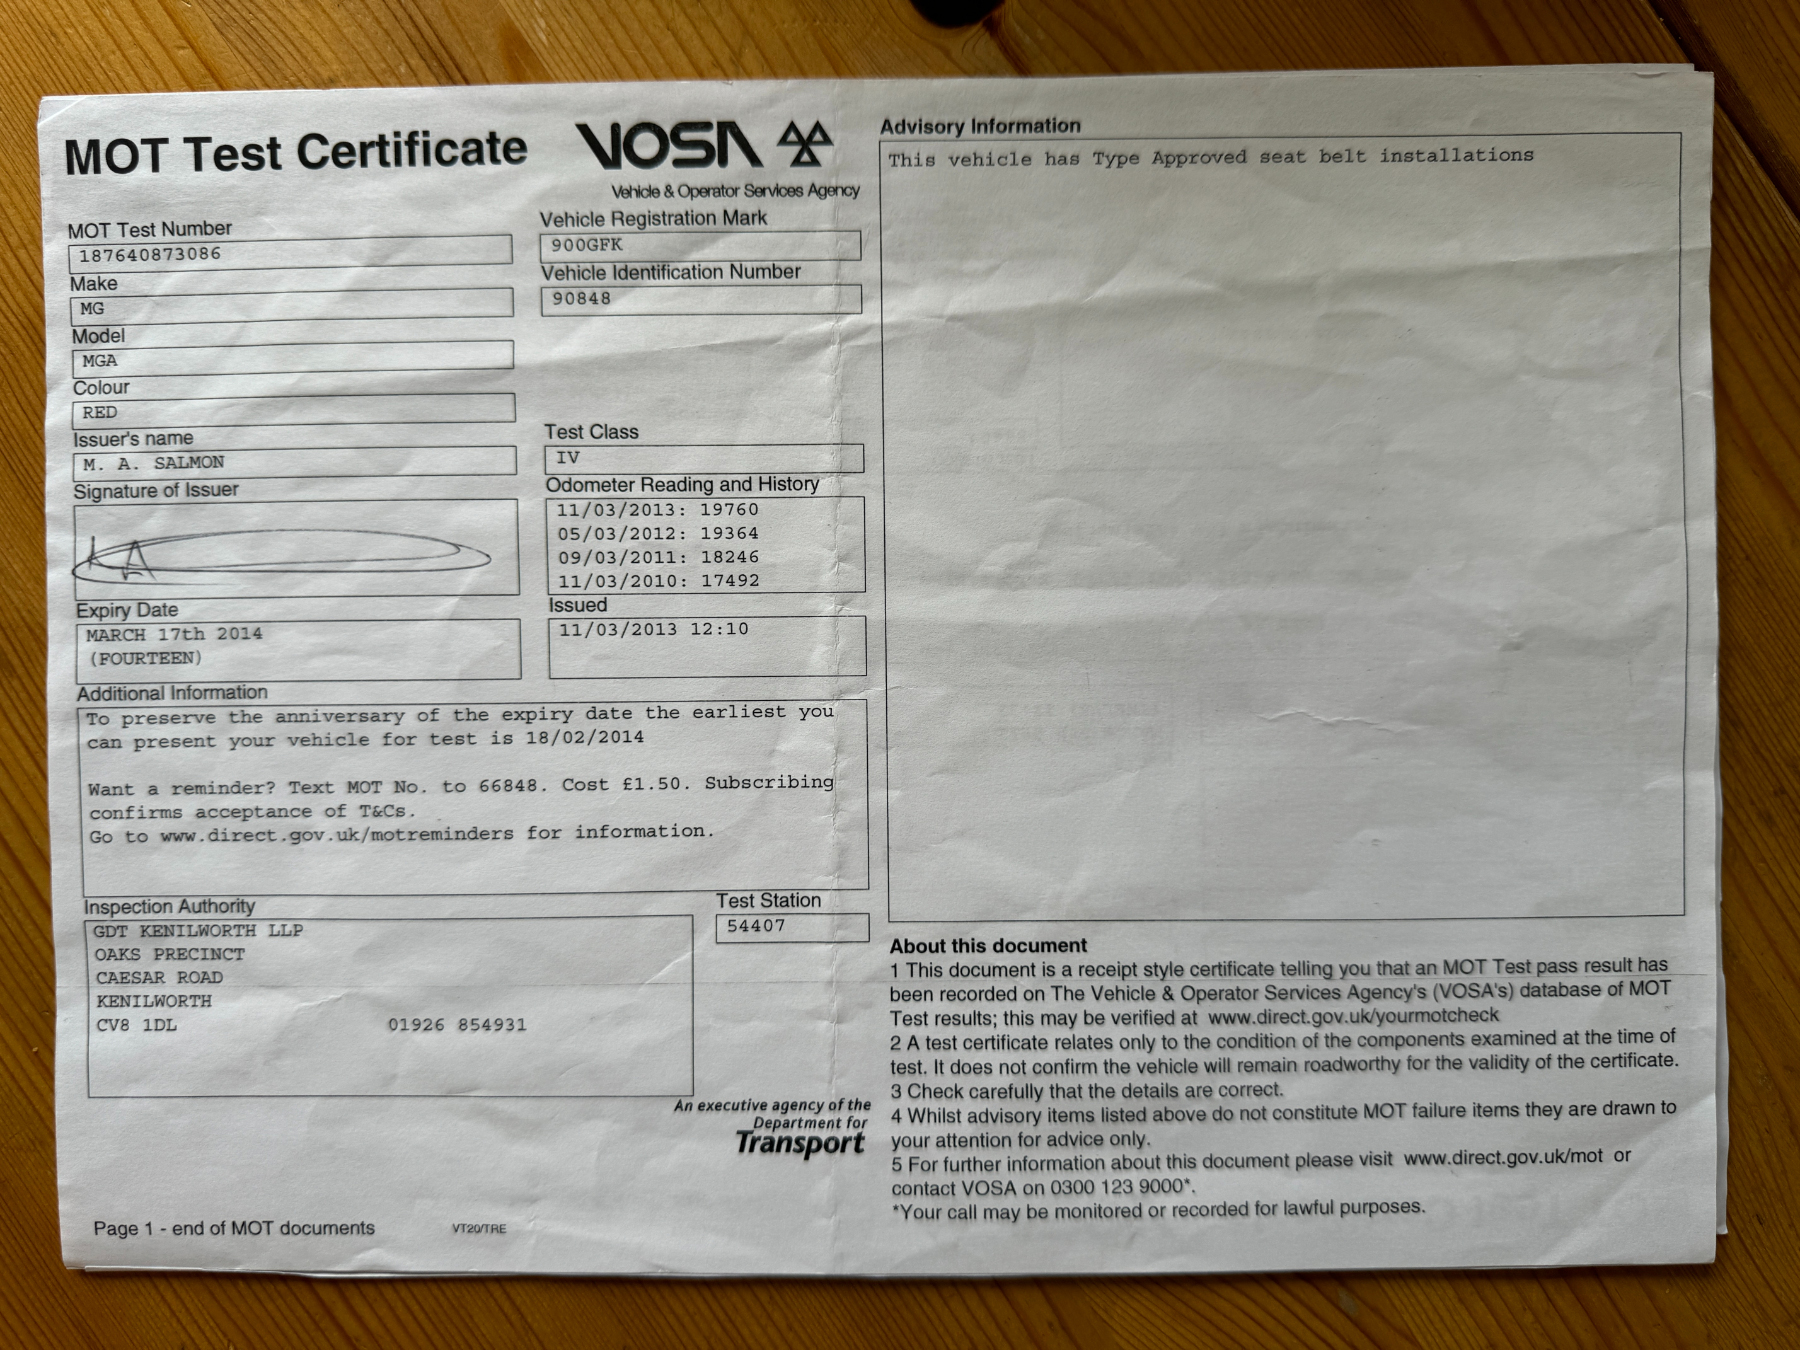 MOT Test Certificate
VOSA
Vehicle & Operator Services Agency
MOT Test Number
187640873086
Vehicle Registration Mark
900GFK
Make
MG
Vehicle Identification Number
90848
Model
MGA
Colour
RED
Issuer's name
M. A. SALMON
Test Class
IV
Signature of Issuer
Odometer Reading and History
11/03/2013: 19760
05/03/2012: 19364
09/03/2011: 18246
11/03/2010: 17492
Expiry Date
MARCH 17th 2014
(FOURTEEN)
Issued
11/03/2013 12:10
Additional Information
To preserve the anniversary of the expiry date the earliest you
can present your vehicle for test is 18/02/2014
Want a reminder? Text MOT No. to 66848. Cost £1.50. Subscribing
confirms acceptance of T&Cs.
Go to www.direct.gov.uk/motreminders for information.
Inspection Authority
GDT KENILWORTH LLP
OAKS PRECINCT
CAESAR ROAD
KENILWORTH
CV8 1DL 01926 854931
Test Station
54407
An executive agency of the
Department for
Transport
Page 1 - end of MOT documents
VT20/TRE
Advisory Information
This vehicle has Type Approved seat belt installations
About this document
1 This document is a receipt style certificate telling you that an MOT Test pass result has
been recorded on The Vehicle & Operator Services Agency's (VOSA's) database of MOT
Test results; this may be verified at www.direct.gov.uk/yourmotcheck
2 A test certificate relates only to the condition of the components examined at the time of
test. It does not confirm the vehicle will remain roadworthy for the validity of the certificate.
3 Check carefully that the details are correct.
4 Whilst advisory items listed above do not constitute MOT failure items they are drawn to
your attention for advice only.
5 For further information about this document please visit www.direct.gov.uk/mot or
contact VOSA on 0300 123 9000*.
*Your call may be monitored or recorded for lawful purposes.